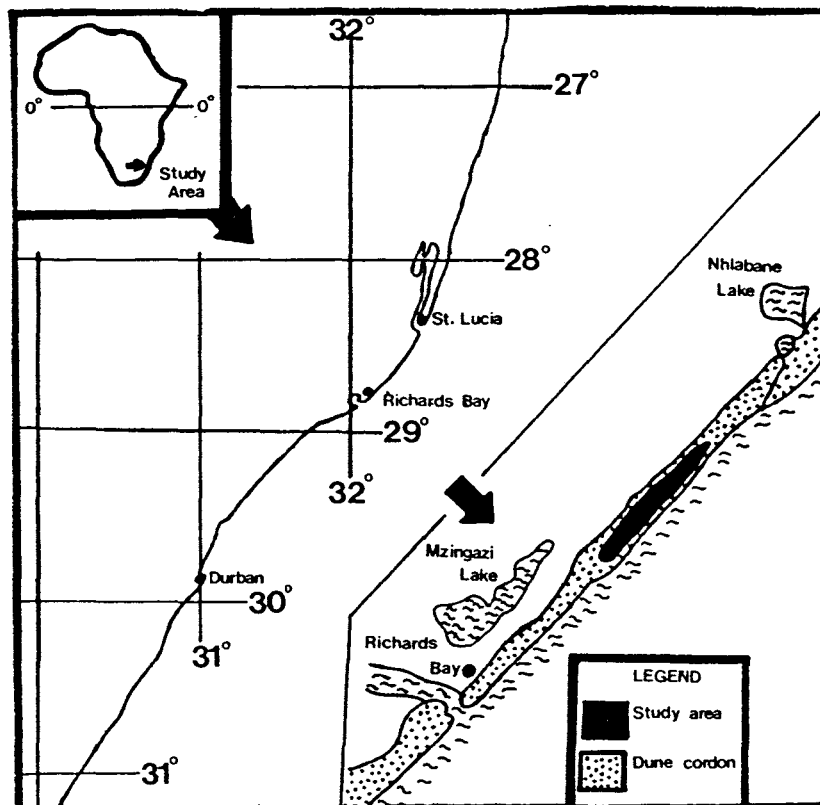 0°
0°
Study
Area
32°
27°
28°
St. Lucia
Richards Bay
29°
32°
Durban
30°
31°
31°
Nhlabane
Lake
Mzingazi
Lake
Richards
Bay
LEGEND
Study area
Dune cordon